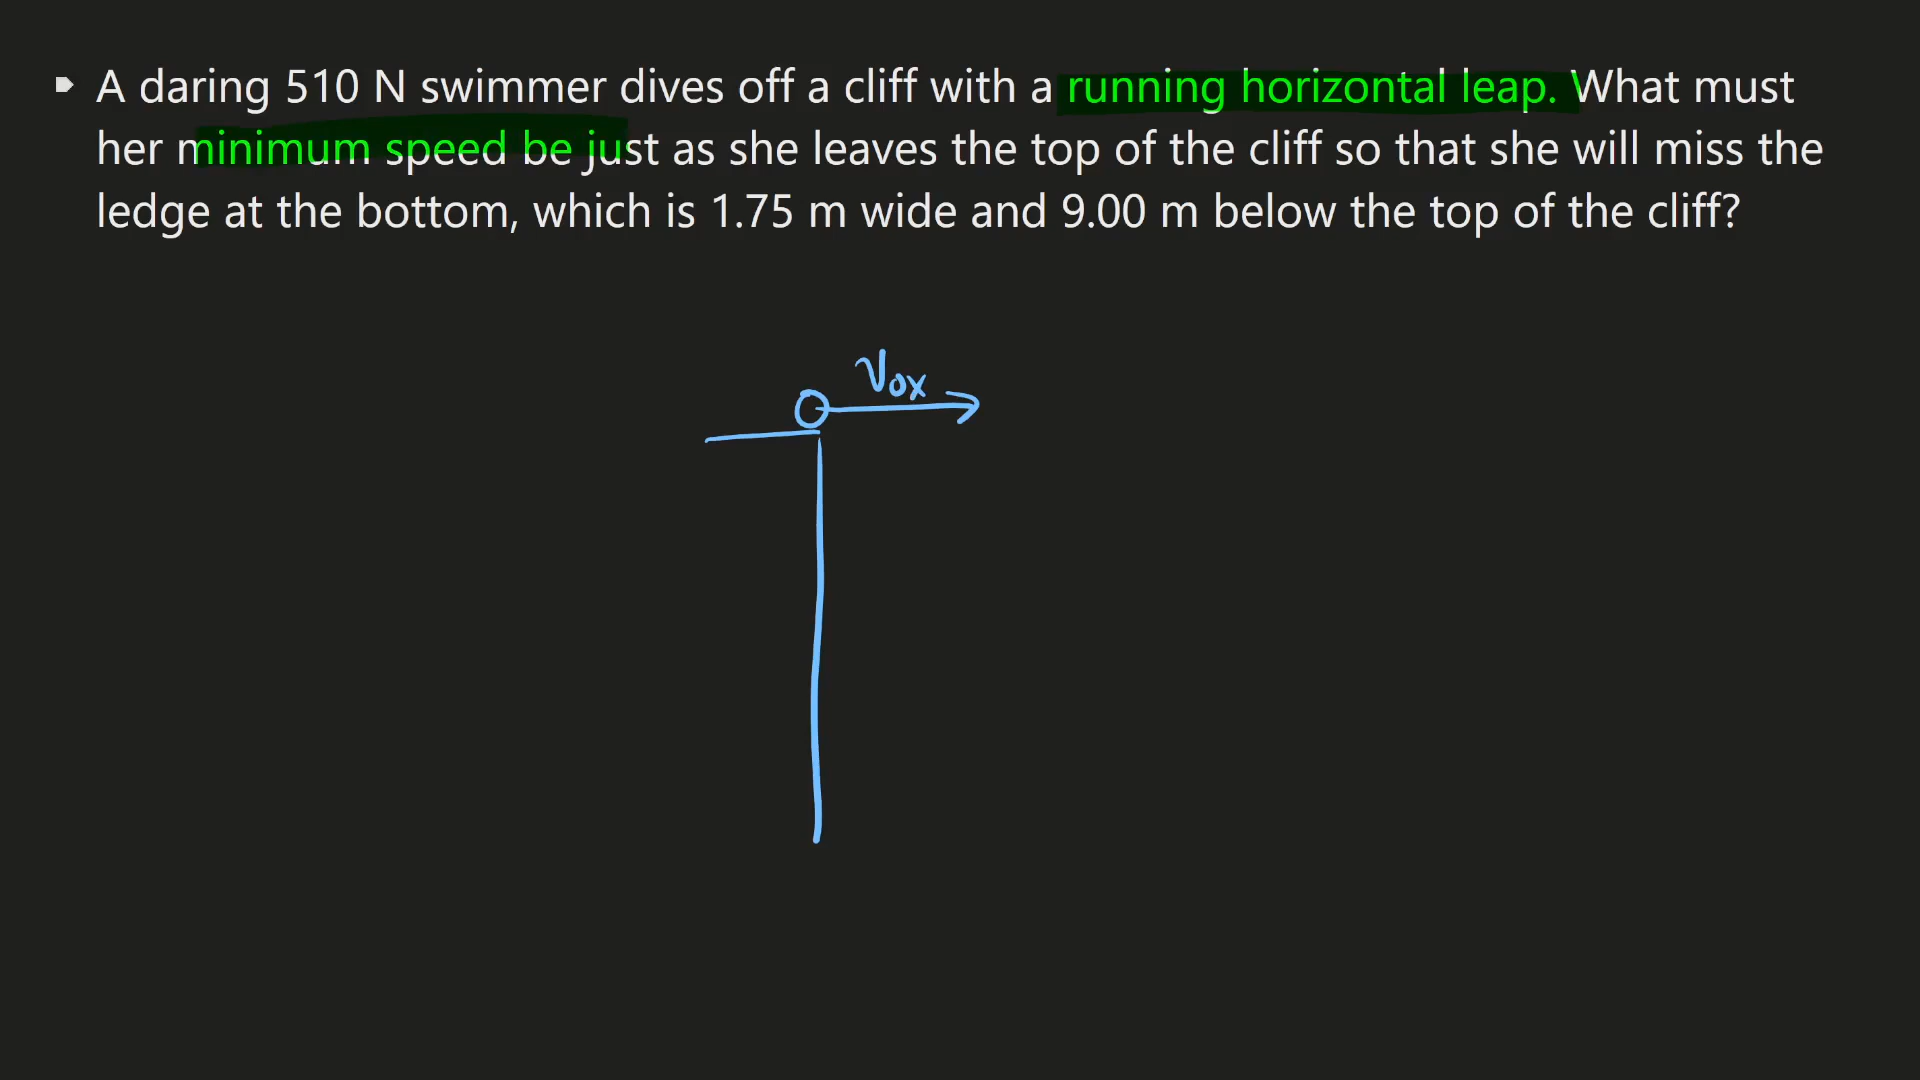 A daring 510 N swimmer dives off a cliff with a running horizontal leap. What must
her minimum speed be just as she leaves the top of the cliff so that she will miss the
ledge at the bottom, which is 1.75 m wide and 9.00 m below the top of the cliff?
Vox